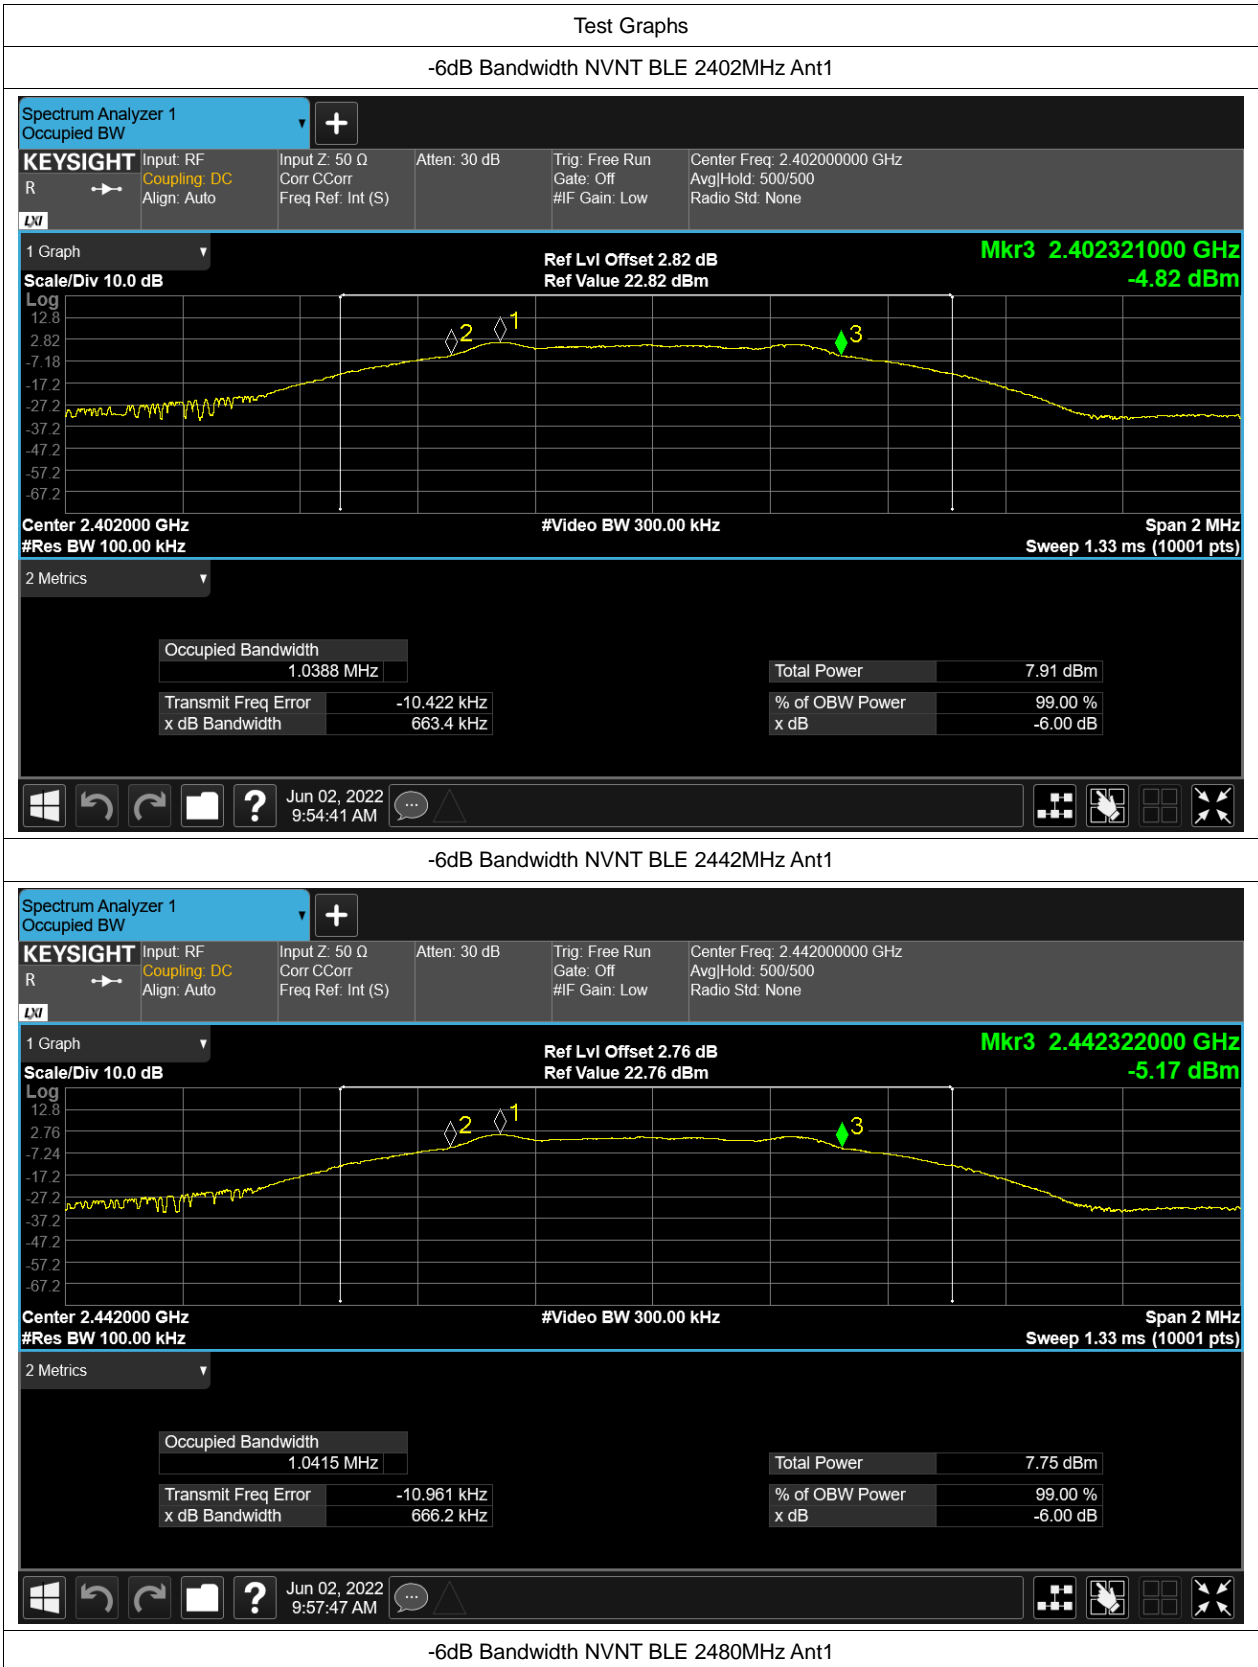 Test Graphs
-6dB Bandwidth NVNT BLE 2402MHz Ant1
Spectrum Analyzer 1
Occupied BW
KEYSIGHT
R
LXI
Input: RF
Coupling: DC
Align: Auto
Input Z: 50 Ω
Corr CCorr
Freq Ref: Int (S)
Atten: 30 dB
Trig: Free Run
Gate: Off
#IF Gain: Low
Center Freq: 2.402000000 GHz
Avg|Hold: 500/500
Radio Std: None
1 Graph
Scale/Div 10.0 dB
Ref Lvl Offset 2.82 dB
Ref Value 22.82 dBm
Mkr3 2.402321000 GHz
-4.82 dBm
Log
12.8
2.82
-7.18
-17.2
-27.2
-37.2
-47.2
-57.2
-67.2
2
1
3
Center 2.402000 GHz
#Video BW 300.00 kHz
Span 2 MHz
#Res BW 100.00 kHz
Sweep 1.33 ms (10001 pts)
2 Metrics
Occupied Bandwidth
1.0388 MHz
Total Power 7.91 dBm
Transmit Freq Error -10.422 kHz
% of OBW Power 99.00 %
x dB Bandwidth 663.4 kHz
x dB -6.00 dB
?
Jun 02, 2022
9:54:41 AM
-6dB Bandwidth NVNT BLE 2442MHz Ant1
Spectrum Analyzer 1
Occupied BW
KEYSIGHT
R
LXI
Input: RF
Coupling: DC
Align: Auto
Input Z: 50 Ω
Corr CCorr
Freq Ref: Int (S)
Atten: 30 dB
Trig: Free Run
Gate: Off
#IF Gain: Low
Center Freq: 2.442000000 GHz
Avg|Hold: 500/500
Radio Std: None
1 Graph
Scale/Div 10.0 dB
Ref Lvl Offset 2.76 dB
Ref Value 22.76 dBm
Mkr3 2.442322000 GHz
-5.17 dBm
Log
12.8
2.76
-7.24
-17.2
-27.2
-37.2
-47.2
-57.2
-67.2
2
1
3
Center 2.442000 GHz
#Video BW 300.00 kHz
Span 2 MHz
#Res BW 100.00 kHz
Sweep 1.33 ms (10001 pts)
2 Metrics
Occupied Bandwidth
1.0415 MHz
Total Power 7.75 dBm
Transmit Freq Error -10.961 kHz
% of OBW Power 99.00 %
x dB Bandwidth 666.2 kHz
x dB -6.00 dB
?
Jun 02, 2022
9:57:47 AM
-6dB Bandwidth NVNT BLE 2480MHz Ant1